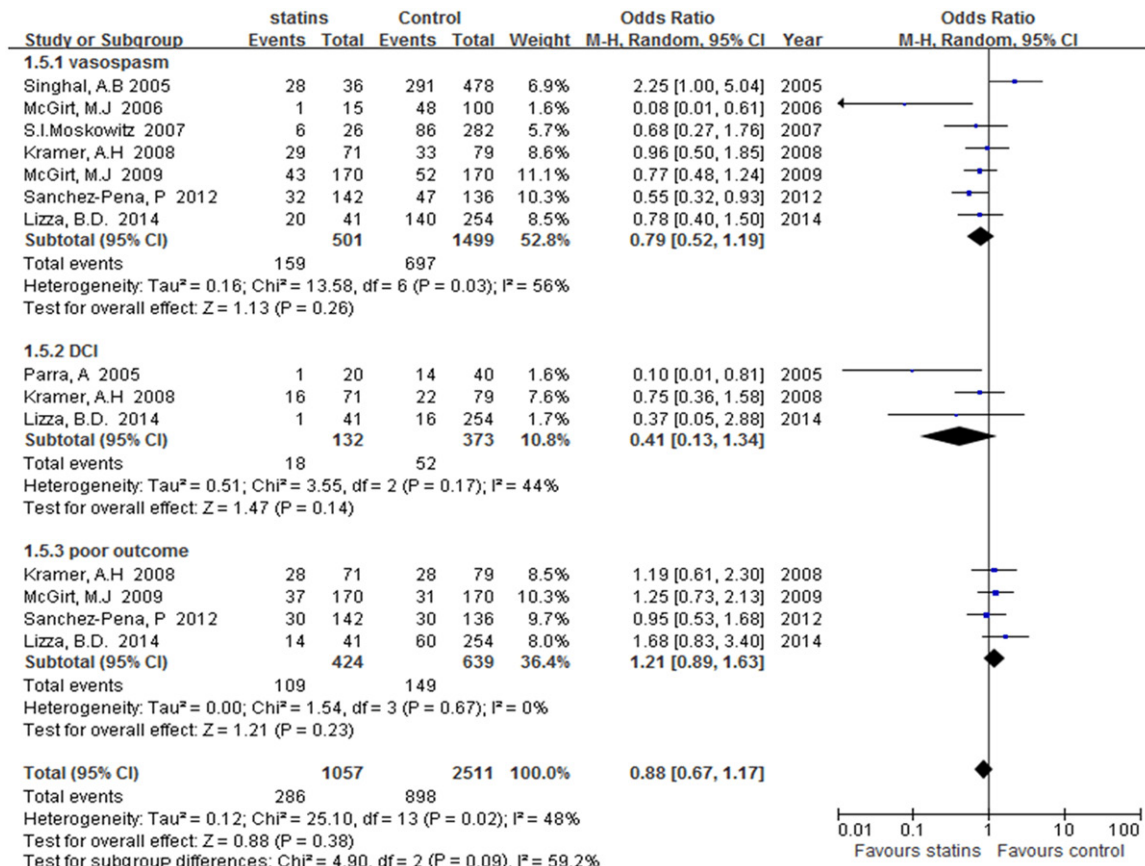 statins Control Odds Ratio Odds Ratio
Study or Subgroup Events Total Events Total Weight M-H, Random, 95% CI Year M-H, Random, 95% CI
1.5.1 vasospasm
Singhal, A.B 2005 28 36 291 478 6.9% 2.25 [1.00, 5.04] 2005
McGirt, M.J 2006 1 15 48 100 1.6% 0.08 [0.01, 0.61] 2006
S.I.Moskowitz 2007 6 26 86 282 5.7% 0.68 [0.27, 1.76] 2007
Kramer, A.H 2008 29 71 33 79 8.6% 0.96 [0.50, 1.85] 2008
McGirt, M.J 2009 43 170 52 170 11.1% 0.77 [0.48, 1.24] 2009
Sanchez-Pena, P 2012 32 142 47 136 10.3% 0.55 [0.32, 0.93] 2012
Lizza, B.D. 2014 20 41 140 254 8.5% 0.78 [0.40, 1.50] 2014
Subtotal (95% CI) 501 1499 52.8% 0.79 [0.52, 1.19]
Total events 159 697
Heterogeneity: Tau² = 0.16; Chi² = 13.58, df = 6 (P = 0.03); I² = 56%
Test for overall effect: Z = 1.13 (P = 0.26)
1.5.2 DCI
Parra, A 2005 1 20 14 40 1.6% 0.10 [0.01, 0.81] 2005
Kramer, A.H 2008 16 71 22 79 7.6% 0.75 [0.36, 1.58] 2008
Lizza, B.D. 2014 1 41 16 254 1.7% 0.37 [0.05, 2.88] 2014
Subtotal (95% CI) 132 373 10.8% 0.41 [0.13, 1.34]
Total events 18 52
Heterogeneity: Tau² = 0.51; Chi² = 3.55, df = 2 (P = 0.17); I² = 44%
Test for overall effect: Z = 1.47 (P = 0.14)
1.5.3 poor outcome
Kramer, A.H 2008 28 71 28 79 8.5% 1.19 [0.61, 2.30] 2008
McGirt, M.J 2009 37 170 31 170 10.3% 1.25 [0.73, 2.13] 2009
Sanchez-Pena, P 2012 30 142 30 136 9.7% 0.95 [0.53, 1.68] 2012
Lizza, B.D. 2014 14 41 60 254 8.0% 1.68 [0.83, 3.40] 2014
Subtotal (95% CI) 424 639 36.4% 1.21 [0.89, 1.63]
Total events 109 149
Heterogeneity: Tau² = 0.00; Chi² = 1.54, df = 3 (P = 0.67); I² = 0%
Test for overall effect: Z = 1.21 (P = 0.23)
Total (95% CI) 1057 2511 100.0% 0.88 [0.67, 1.17]
Total events 286 898
Heterogeneity: Tau² = 0.12; Chi² = 25.10, df = 13 (P = 0.02); I² = 48%
Test for overall effect: Z = 0.88 (P = 0.38)
Test for subgroup differences: Chi² = 4.90, df = 2 (P = 0.09), I² = 59.2%
0.01 0.1 1 10 100
Favours statins Favours control